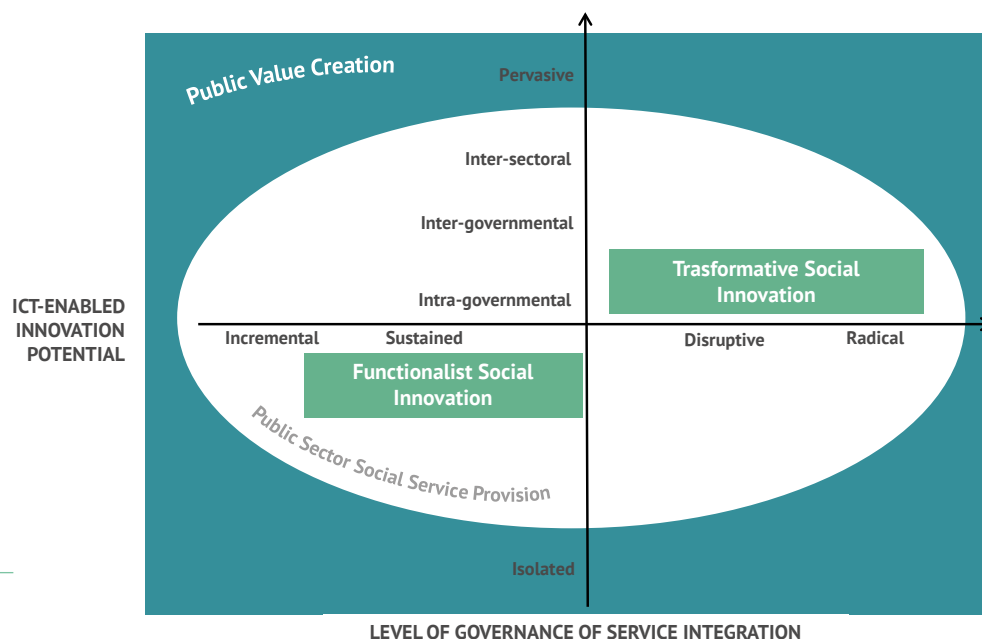 Public Value Creation
Pervasive
Inter-sectoral
Inter-governmental
Trasformative Social
Innovation
Intra-governmental
ICT-ENABLED
INNOVATION
POTENTIAL
Incremental
Sustained
Disruptive
Radical
Functionalist Social
Innovation
Public Sector Social Service Provision
Isolated
LEVEL OF GOVERNANCE OF SERVICE INTEGRATION